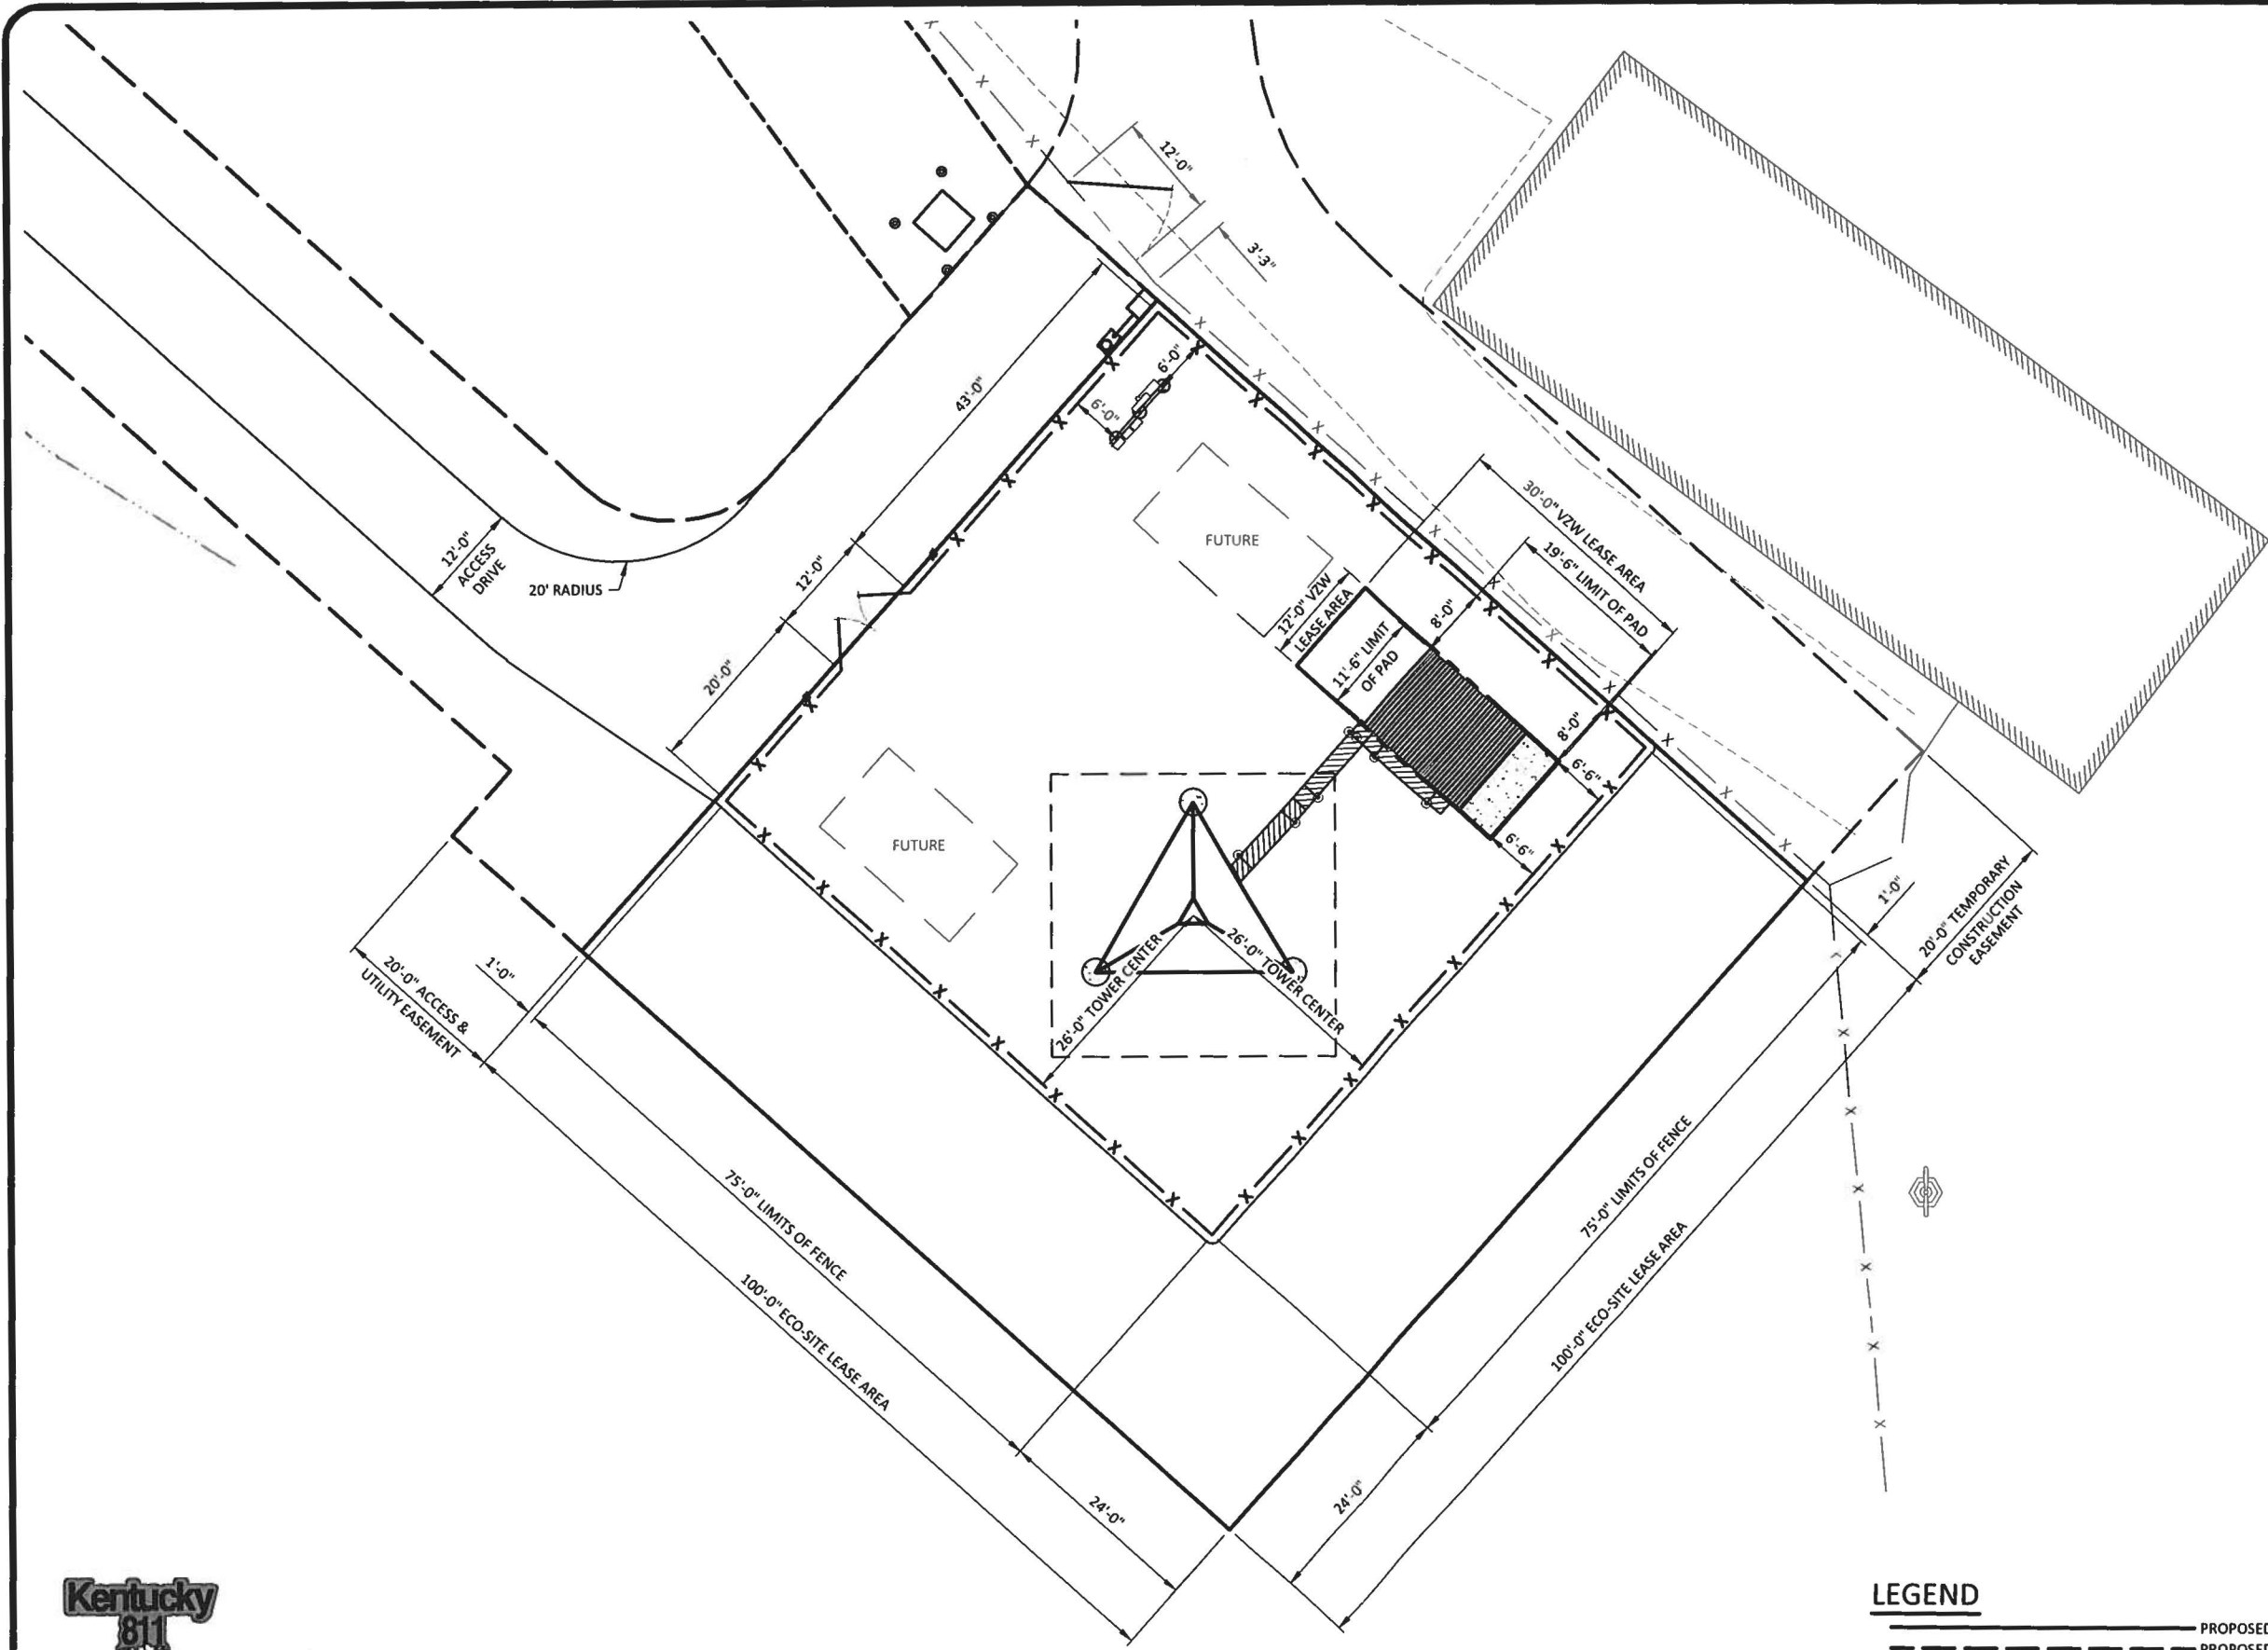 12'-0"
3'-3"
43'-0"
6'-0"
6'-0"
12'-0"
ACCESS
DRIVE
20' RADIUS
12'-0"
20'-0"
FUTURE
30'-0" VZW LEASE AREA
19'-6" LIMIT OF PAD
12'-0" VZW
LEASE AREA
11'-6" LIMIT
OF PAD
8'-0"
8'-0"
6'-6"
6'-6"
FUTURE
26'-0" TOWER CENTER
26'-0" TOWER CENTER
1'-0"
20'-0" TEMPORARY
CONSTRUCTION
EASEMENT
20'-0" ACCESS &
UTILITY EASEMENT
1'-0"
75'-0" LIMITS OF FENCE
100'-0" ECO-SITE LEASE AREA
75'-0" LIMITS OF FENCE
100'-0" ECO-SITE LEASE AREA
24'-0"
24'-0"
Kentucky
811
LEGEND
PROPOSED
PROPOSED